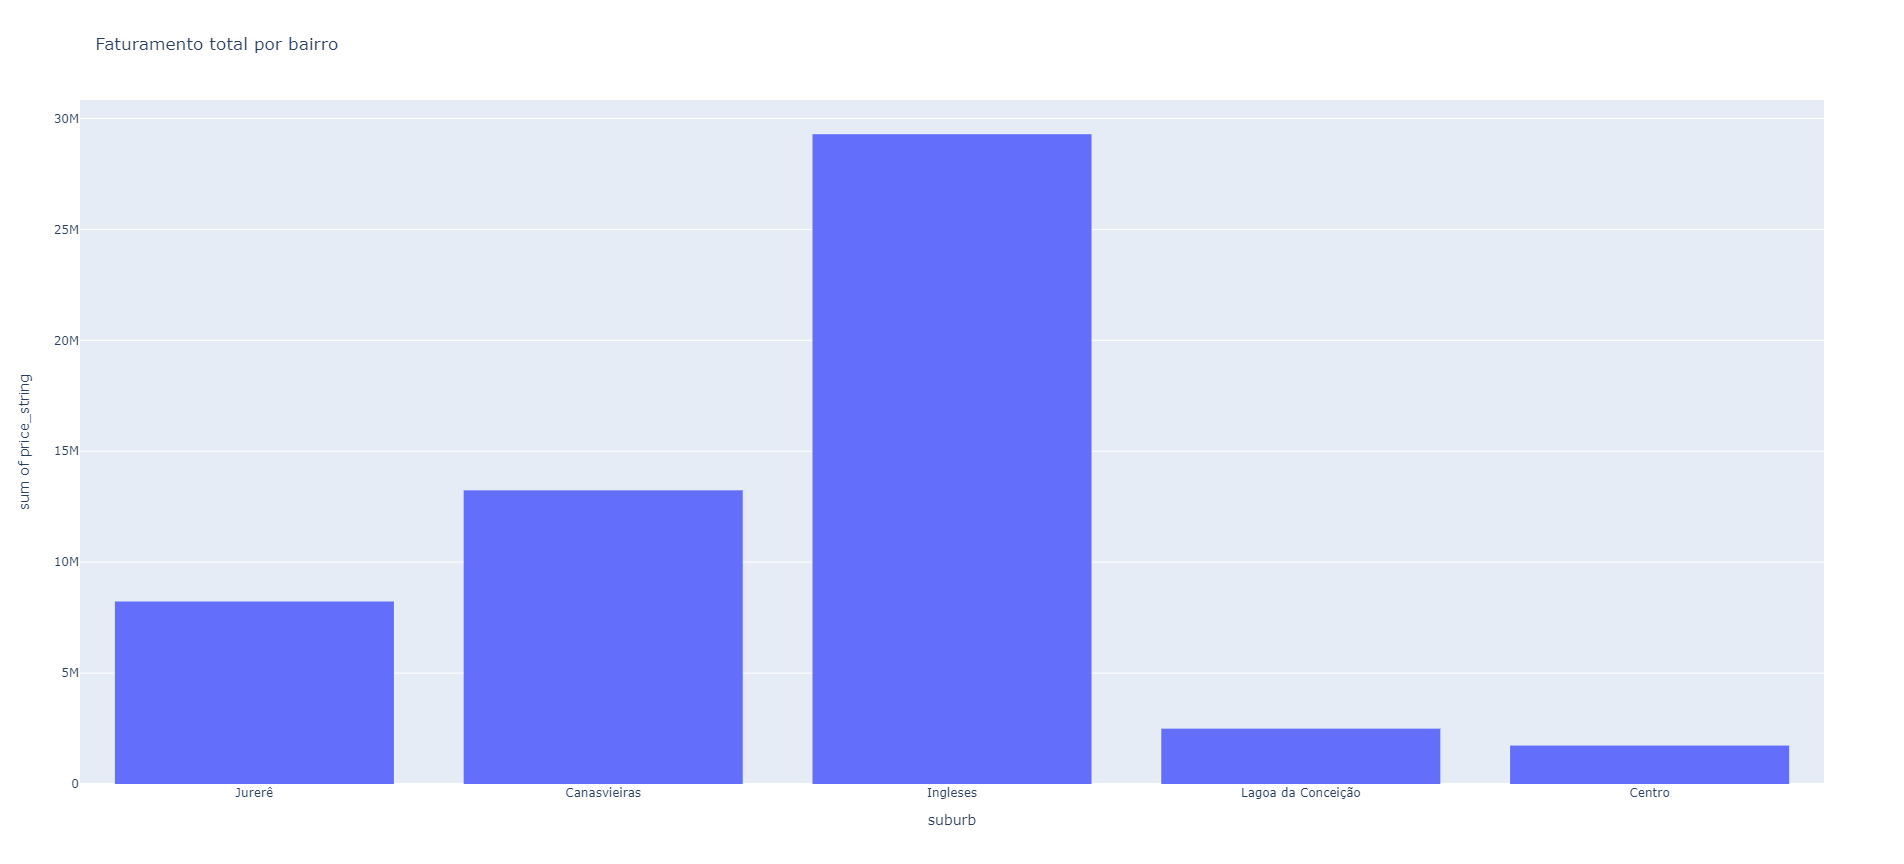 Faturamento total por bairro
30M
25M
20M
15M
10M
5M
0
sum of price_string
Jurerê
Canasvieiras
Ingleses
Lagoa da Conceição
Centro
suburb